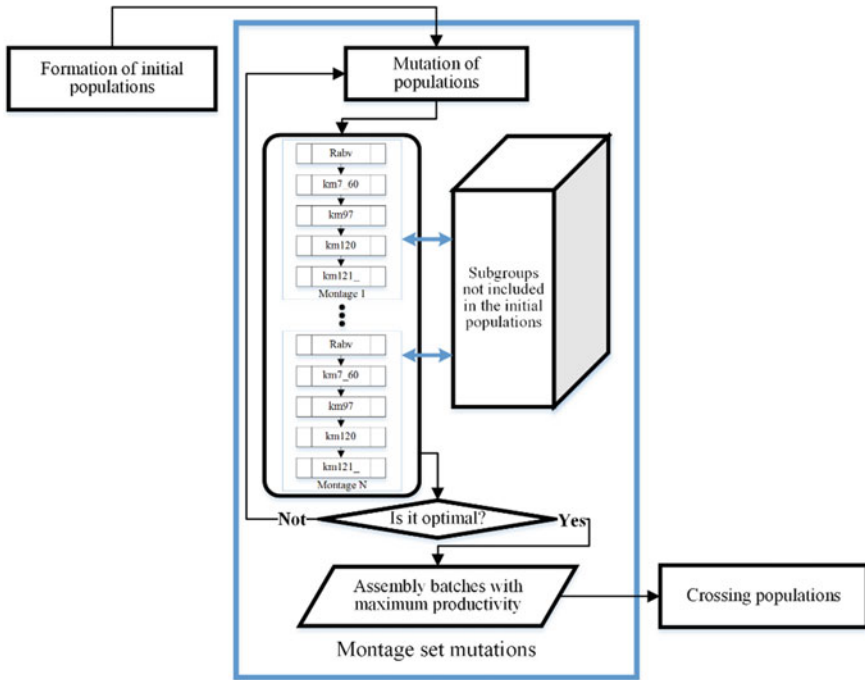 Formation of initial
populations
Mutation of
populations
Rabv
km7_60
km97
km120
km121_
Montage 1
Subgroups
not included
in the initial
populations
Rabv
km7_60
km97
km120
km121_
Montage N
Not
Is it optimal?
Yes
Assembly batches with
maximum productivity
Crossing populations
Montage set mutations